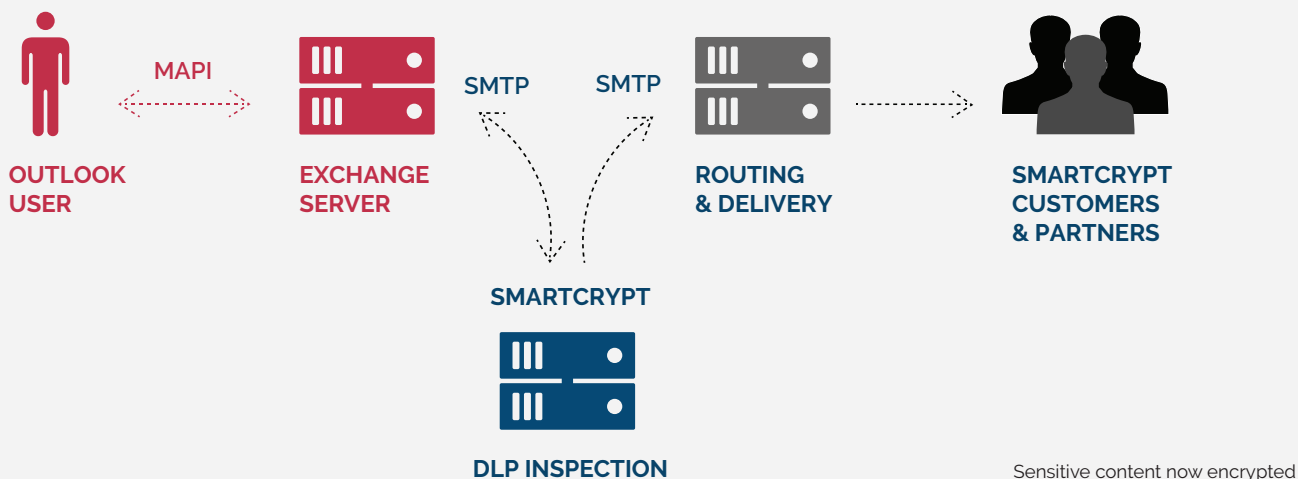 MAPI
SMTP
SMTP
OUTLOOK
USER
EXCHANGE
SERVER
ROUTING
& DELIVERY
SMARTCRYPT
CUSTOMERS
& PARTNERS
SMARTCRYPT
DLP INSPECTION
Sensitive content now encrypted